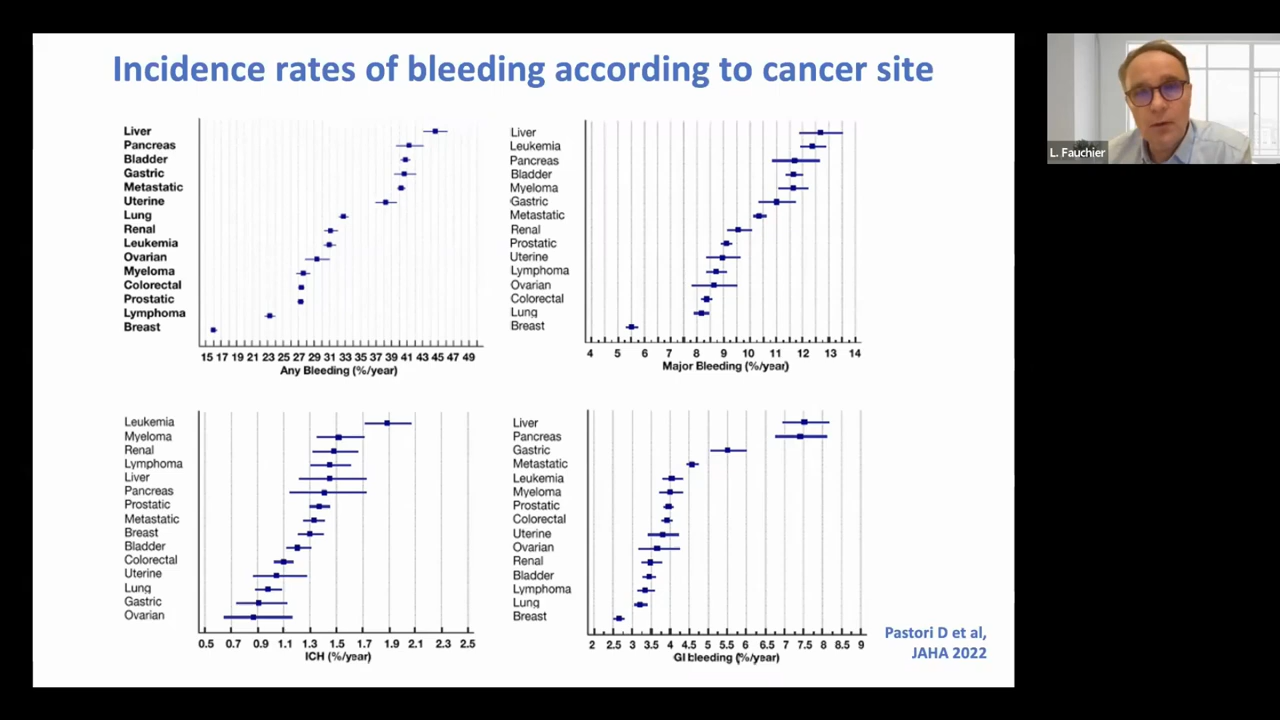 Incidence rates of bleeding according to cancer site
Liver
Pancreas
Bladder
Gastric
Metastatic
Uterine
Lung
Renal
Leukemia
Ovarian
Myeloma
Colorectal
Prostatic
Lymphoma
Breast
15 17 19 21 23 25 27 29 31 33 35 37 39 41 43 45 47 49
Any Bleeding (%/year)
Liver
Leukemia
Pancreas
Bladder
Myeloma
Gastric
Metastatic
Renal
Prostatic
Uterine
Lymphoma
Ovarian
Colorectal
Lung
Breast
4 5 6 7 8 9 10 11 12 13 14
Major Bleeding (%/year)
Leukemia
Myeloma
Renal
Lymphoma
Liver
Pancreas
Prostatic
Metastatic
Breast
Bladder
Colorectal
Uterine
Lung
Gastric
Ovarian
0.5 0.7 0.9 1.1 1.3 1.5 1.7 1.9 2.1 2.3 2.5
ICH (%/year)
Liver
Pancreas
Gastric
Metastatic
Leukemia
Myeloma
Prostatic
Colorectal
Uterine
Ovarian
Renal
Bladder
Lymphoma
Lung
Breast
2 2.5 3 3.5 4 4.5 5 5.5 6 6.5 7 7.5 8 8.5 9
GI bleeding (%/year)
Pastori D et al,
JAHA 2022
L. Fauchier